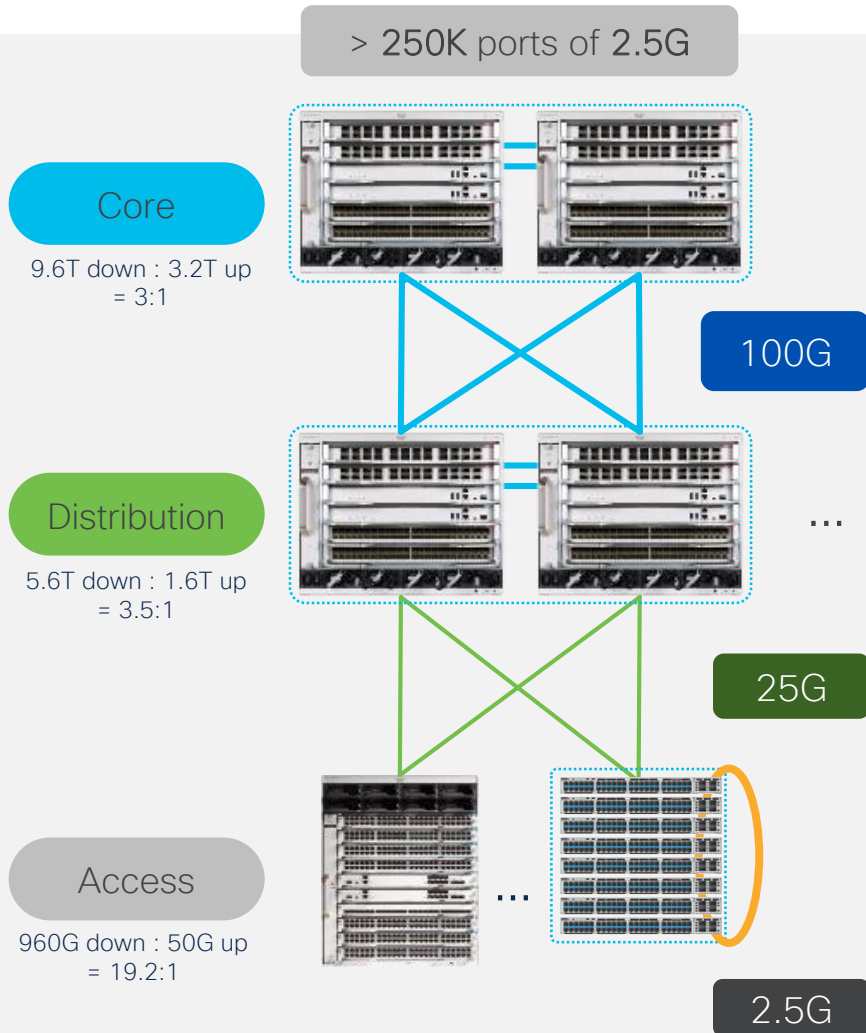 > 250K ports of 2.5G
Core
9.6T down : 3.2T up
= 3:1
100G
Distribution
5.6T down : 1.6T up
= 3.5:1
...
25G
Access
960G down : 50G up
= 19.2:1
...
2.5G